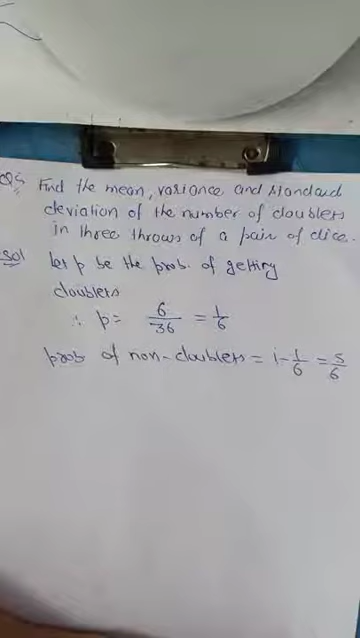 Q5 Find the mean, variance and standard
deviation of the number of doublets
in three throws of a pair of dice.
Sol let p be the prob. of getting
doublets
∴ p = 6/36 = 1/6
prob of non-doublets = 1 - 1/6 = 5/6